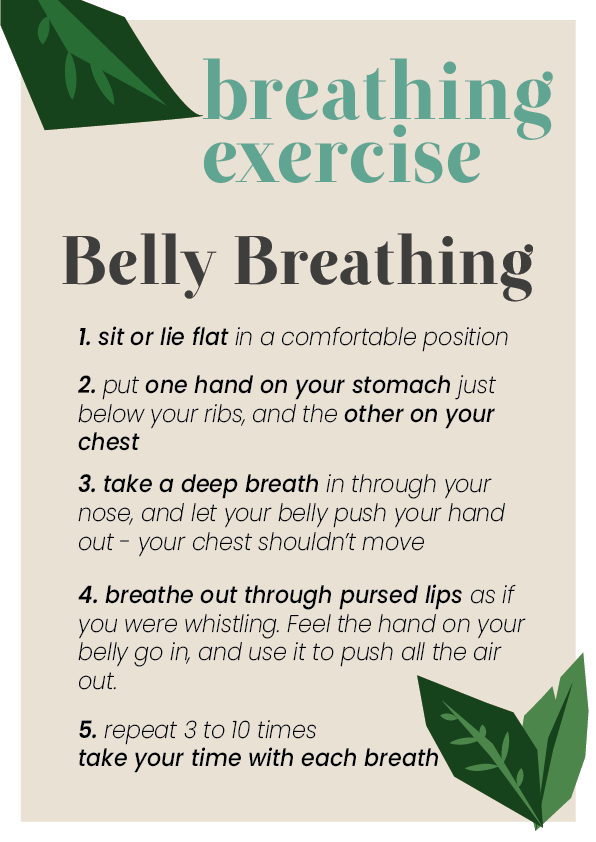 breathing
exercise
Belly Breathing
1. sit or lie flat in a comfortable position
2. put one hand on your stomach just
below your ribs, and the other on your
chest
3. take a deep breath in through your
nose, and let your belly push your hand
out - your chest shouldn't move
4. breathe out through pursed lips as if
you were whistling. Feel the hand on your
belly go in, and use it to push all the air
out.
5. repeat 3 to 10 times
take your time with each breath